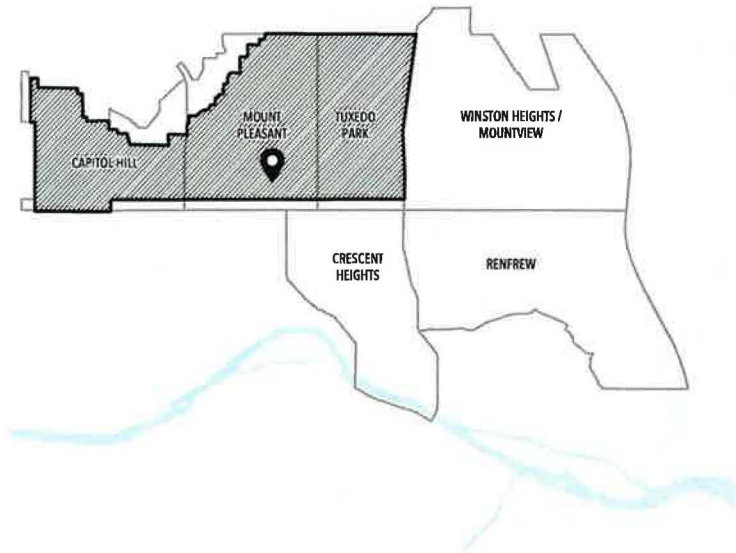 MOUNT
PLEASANT
TUXEDO
PARK
WINSTON HEIGHTS /
MOUNTVIEW
CAPITOL HILL
CRESCENT
HEIGHTS
RENFREW